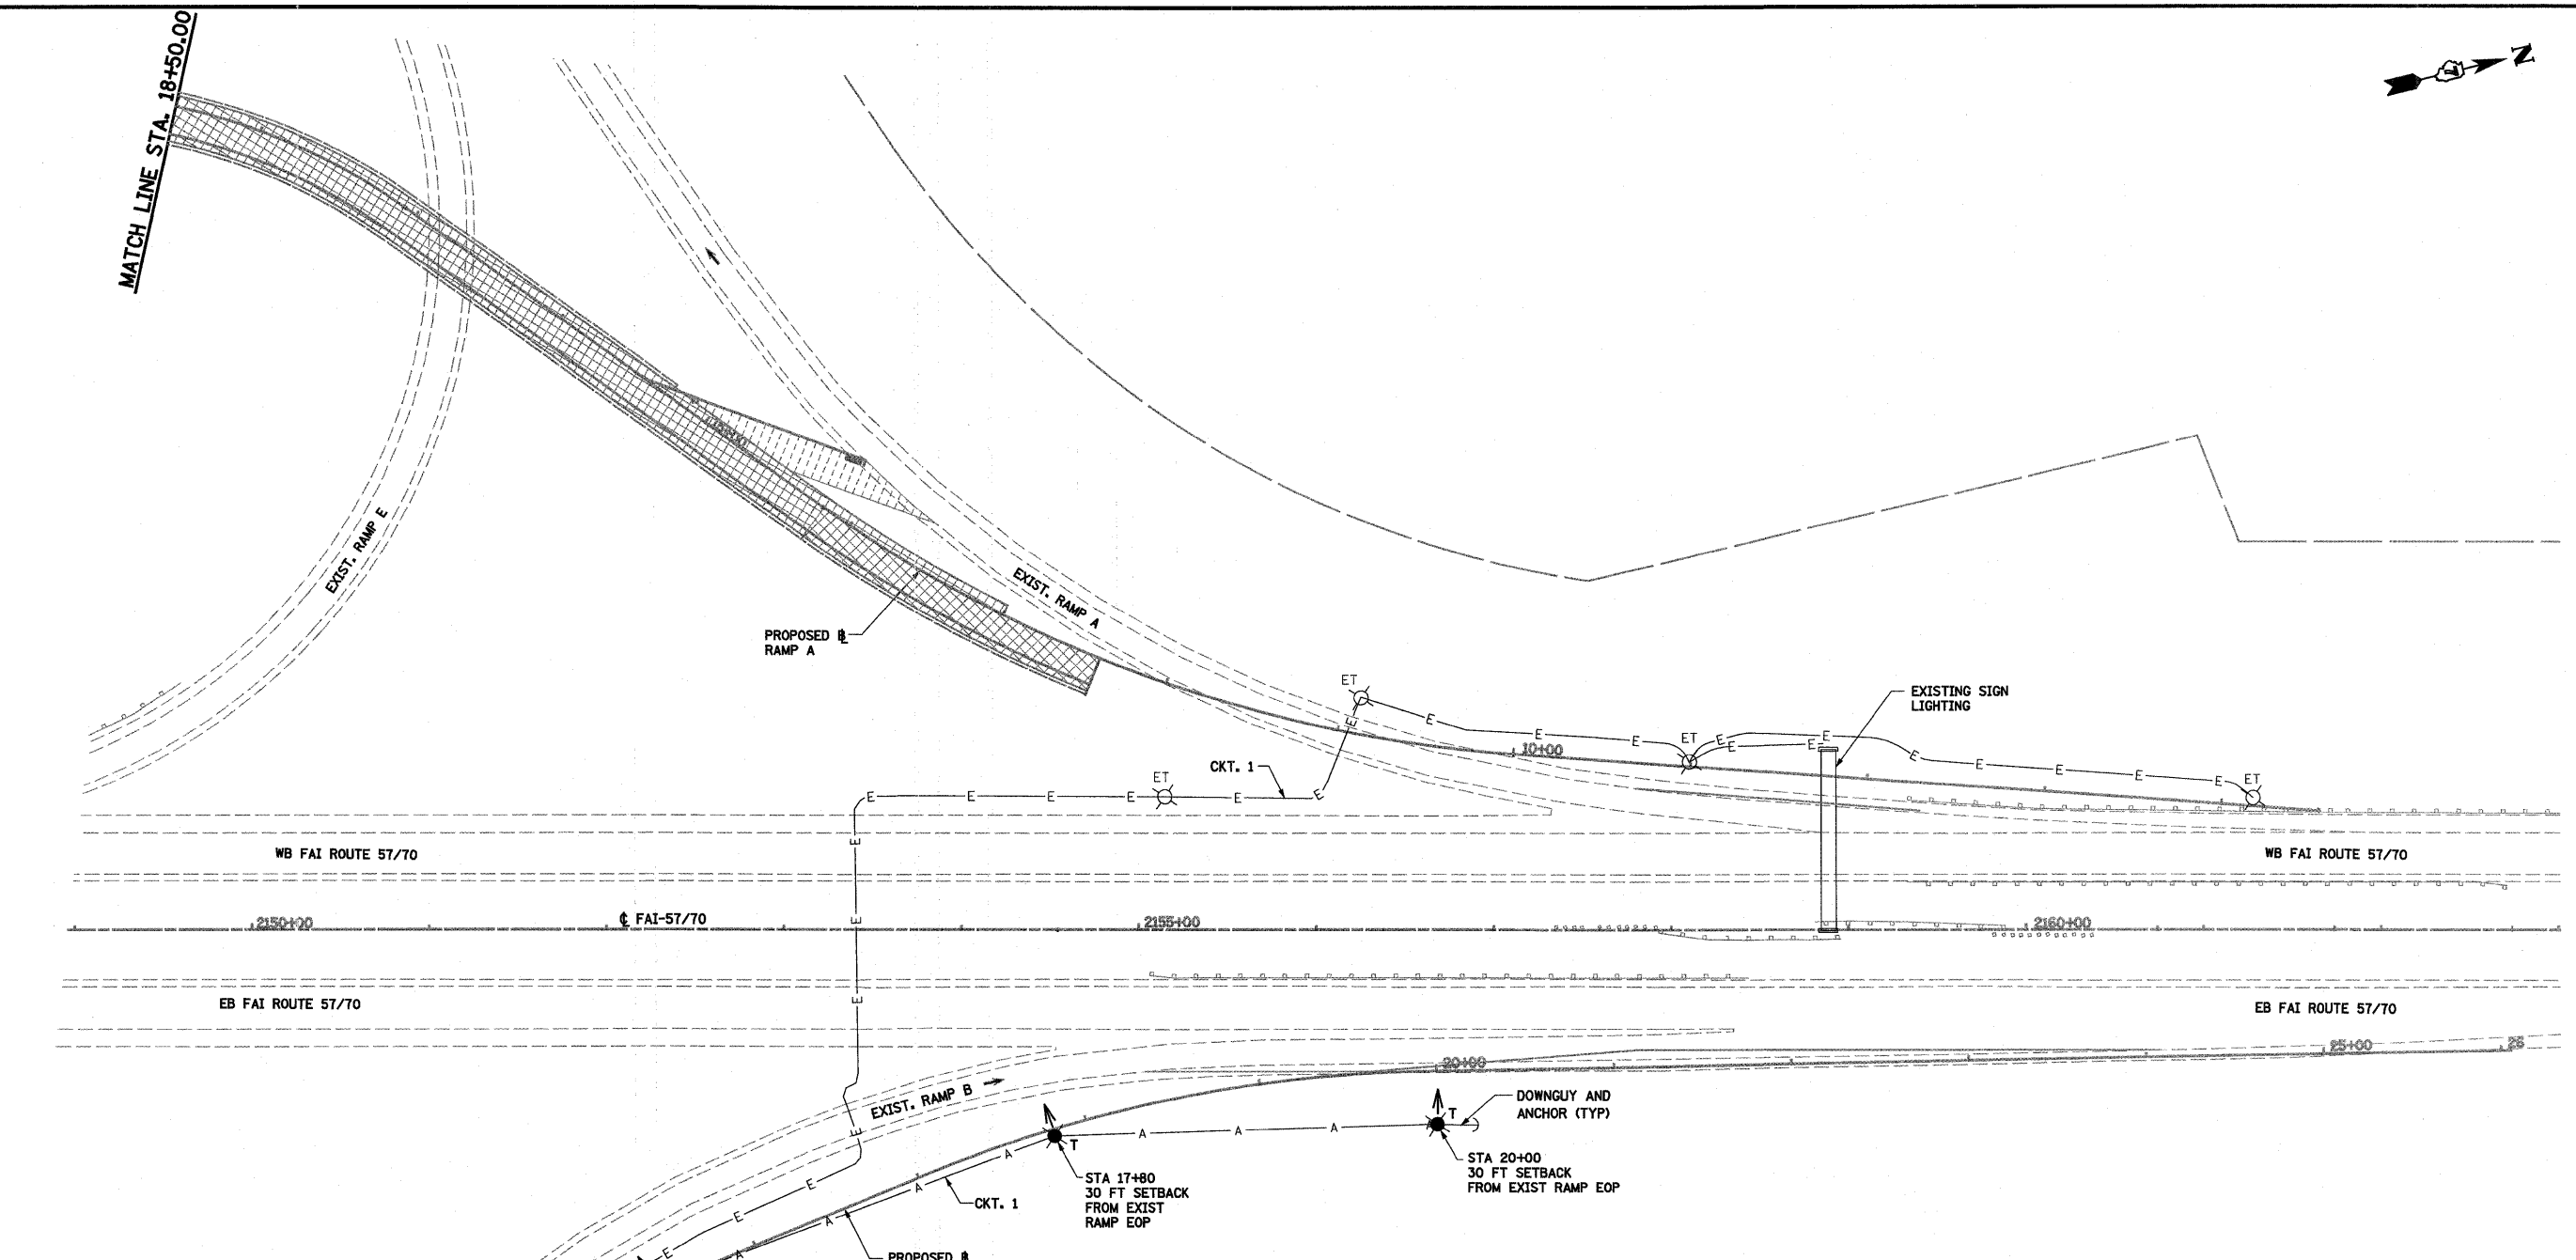 MATCH LINE STA. 18+50.00
N
EXIST. RAMP E
EXIST. RAMP A
PROPOSED ⅊
RAMP A
ET
E
E
E
E
ET
E
E
E
E
EXISTING SIGN
LIGHTING
10+00
CKT. 1
ET
E
E
E
E
E
E
E
E
E
E
E
ET
E
WB FAI ROUTE 57/70
WB FAI ROUTE 57/70
2150+00
℄ FAI-57/70
E
2155+00
2160+00
EB FAI ROUTE 57/70
E
EB FAI ROUTE 57/70
20+00
25+00
26
EXIST. RAMP B
T
DOWNGUY AND
ANCHOR (TYP)
E
A
A
A
T
A
STA 17+80
30 FT SETBACK
FROM EXIST
RAMP EOP
STA 20+00
30 FT SETBACK
FROM EXIST RAMP EOP
E
A
CKT. 1
E
A
E
A
PROPOSED